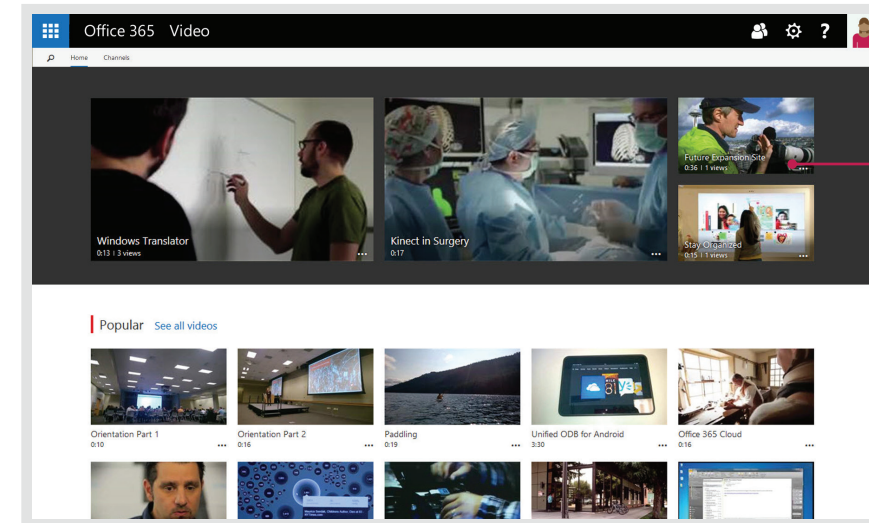 Office 365 Video
?
Home Channels
Windows Translator
0:13 | 3 views
Kinect in Surgery
0:17
Future Expansion Site
0:36 | 1 views
Stay Organized
0:15 | 1 views
Popular See all videos
Orientation Part 1
0:10
Orientation Part 2
0:16
Paddling
0:19
Unified ODB for Android
3:30
Office 365 Cloud
0:16